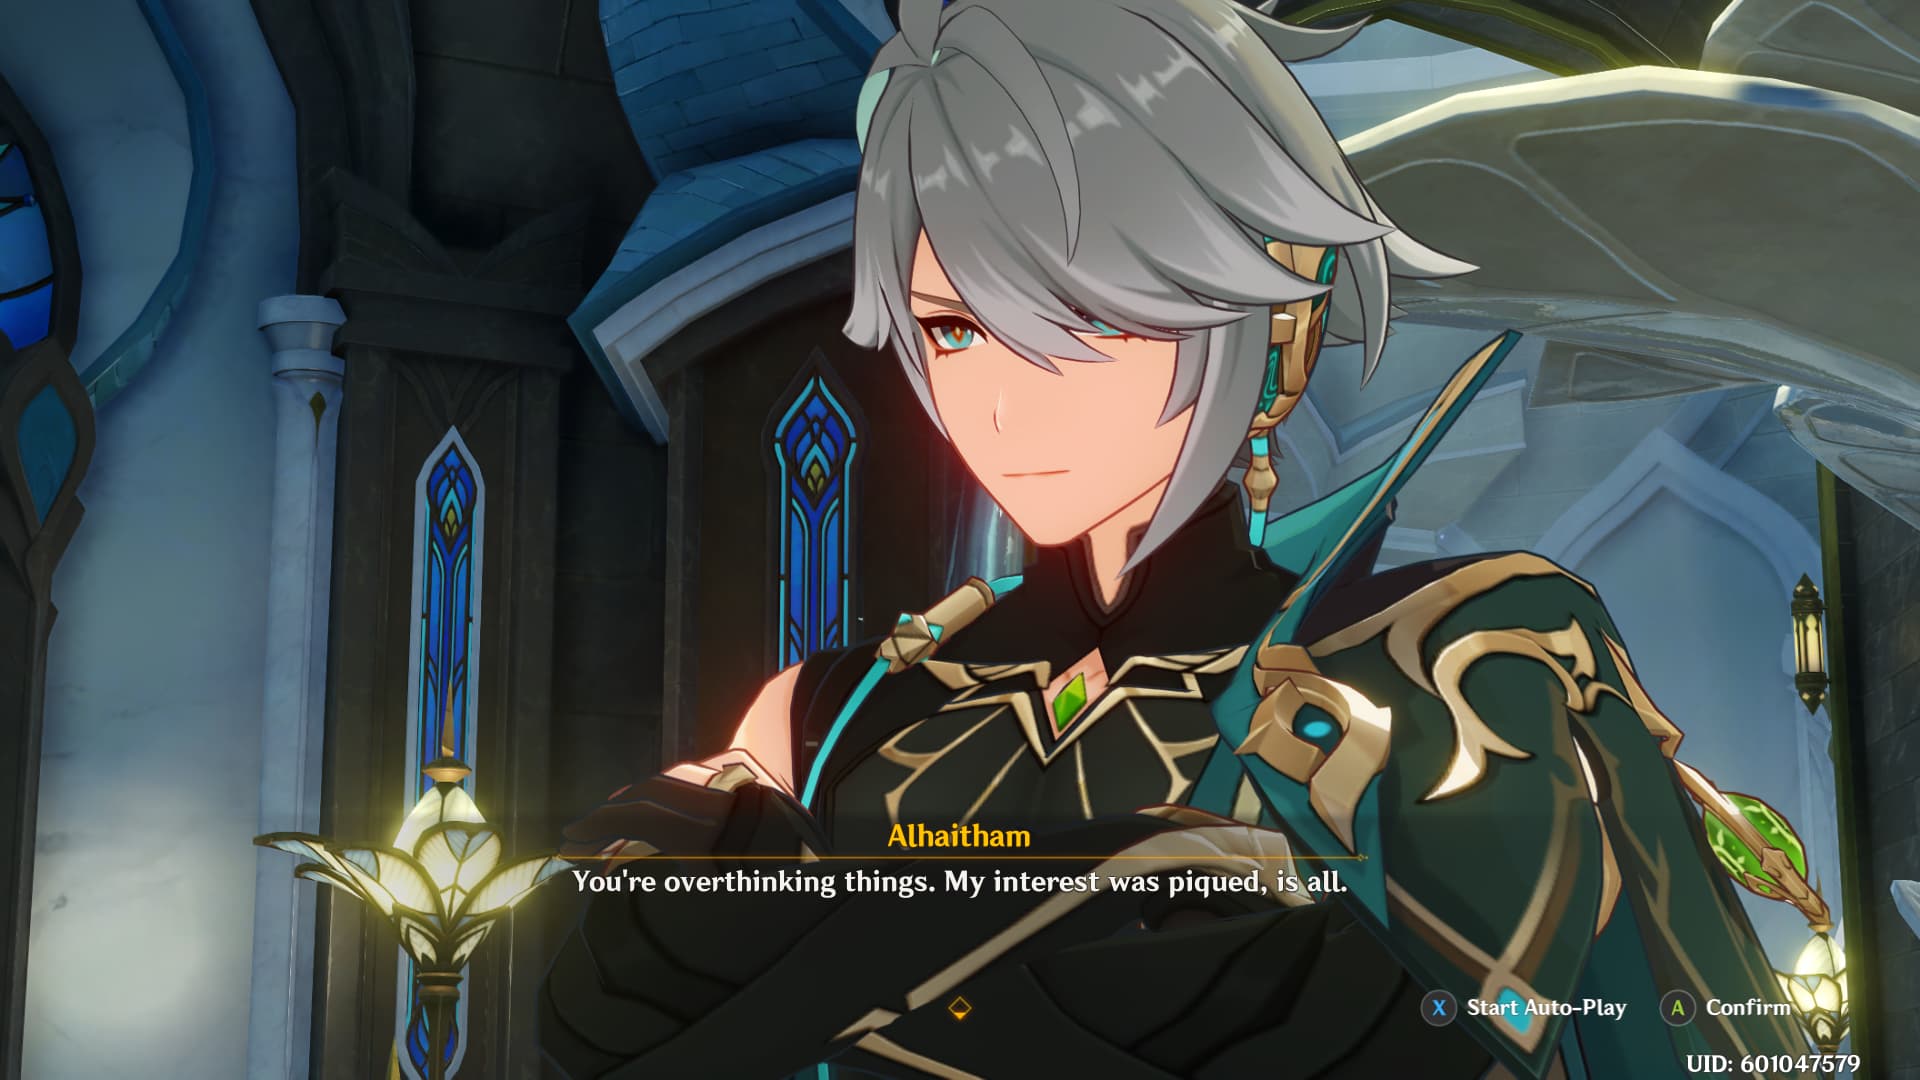 Alhaitham
You're overthinking things. My interest was piqued, is all.
X Start Auto-Play A Confirm
UID: 601047579